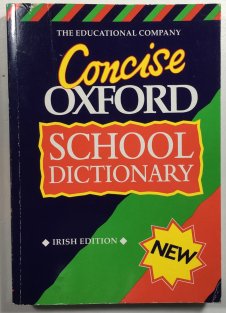 THE EDUCATIONAL COMPANY
Concise
OXFORD
SCHOOL
DICTIONARY
◆ IRISH EDITION ◆
NEW